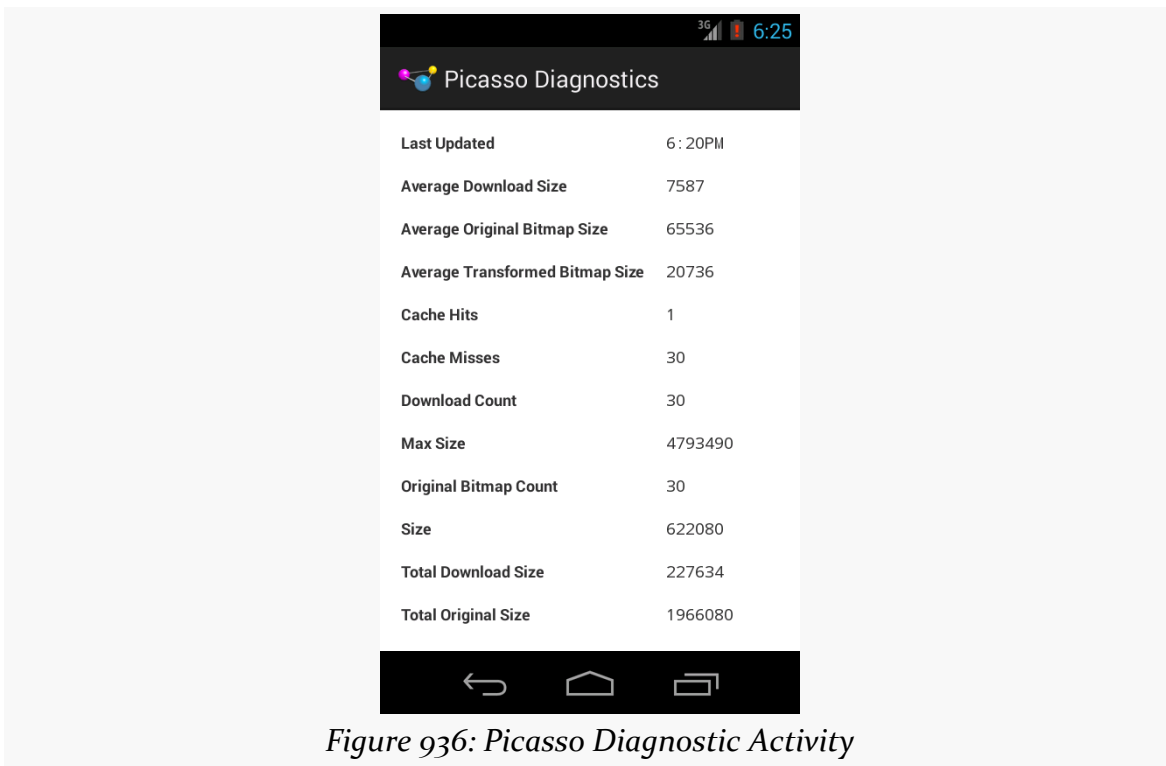 3G 6:25
Picasso Diagnostics
Last Updated 6:20PM
Average Download Size 7587
Average Original Bitmap Size 65536
Average Transformed Bitmap Size 20736
Cache Hits 1
Cache Misses 30
Download Count 30
Max Size 4793490
Original Bitmap Count 30
Size 622080
Total Download Size 227634
Total Original Size 1966080
Figure 936: Picasso Diagnostic Activity